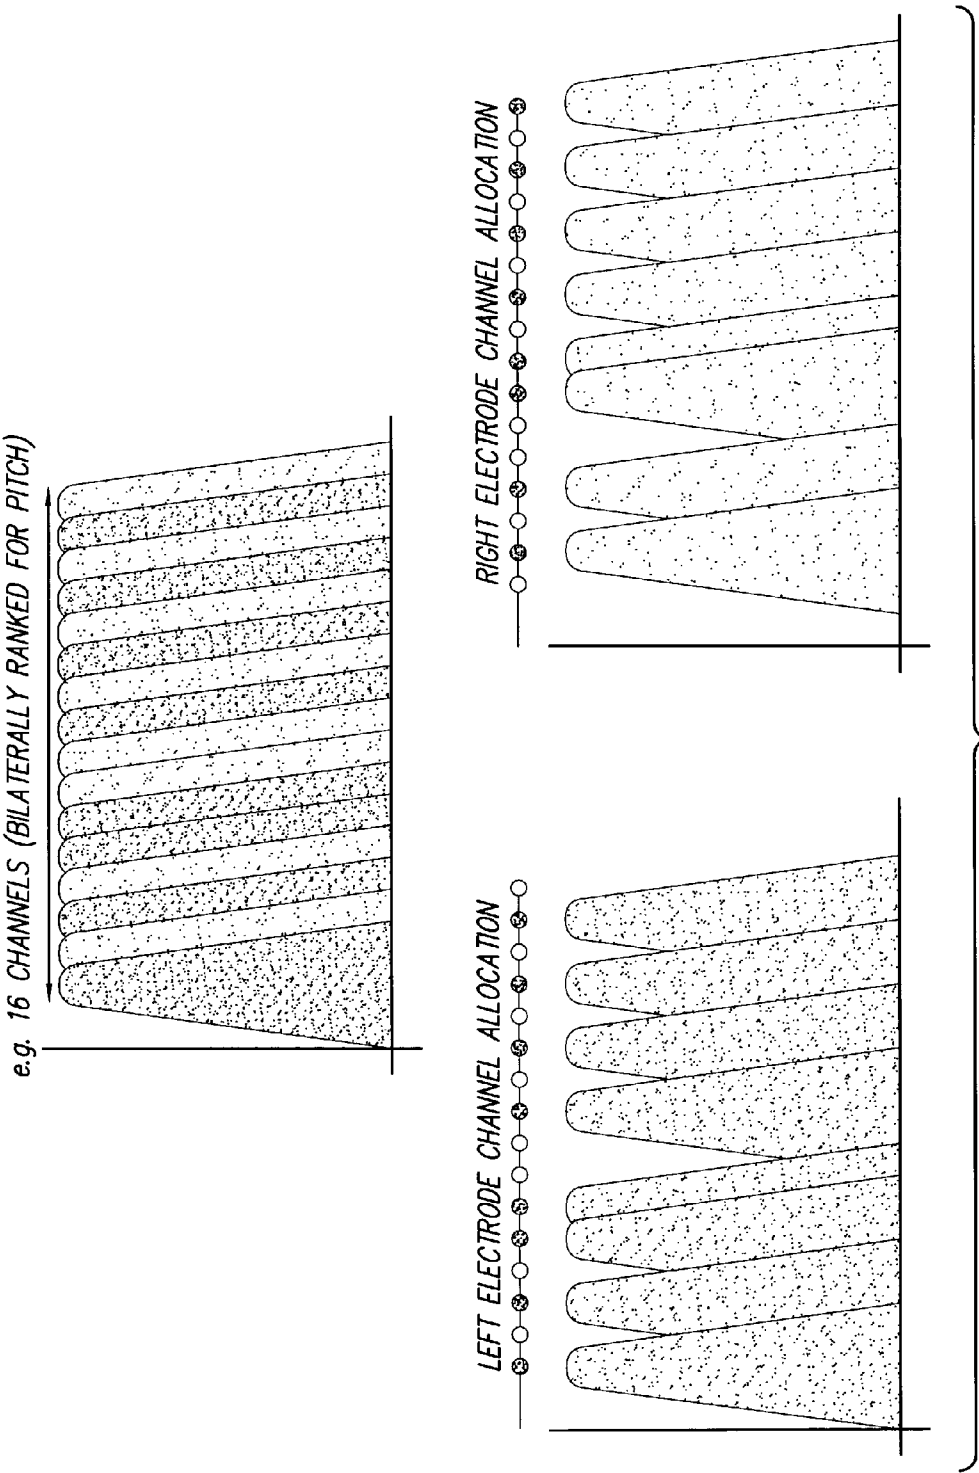 e.g. 16 CHANNELS (BILATERALLY RANKED FOR PITCH)
LEFT ELECTRODE CHANNEL ALLOCATION
RIGHT ELECTRODE CHANNEL ALLOCATION